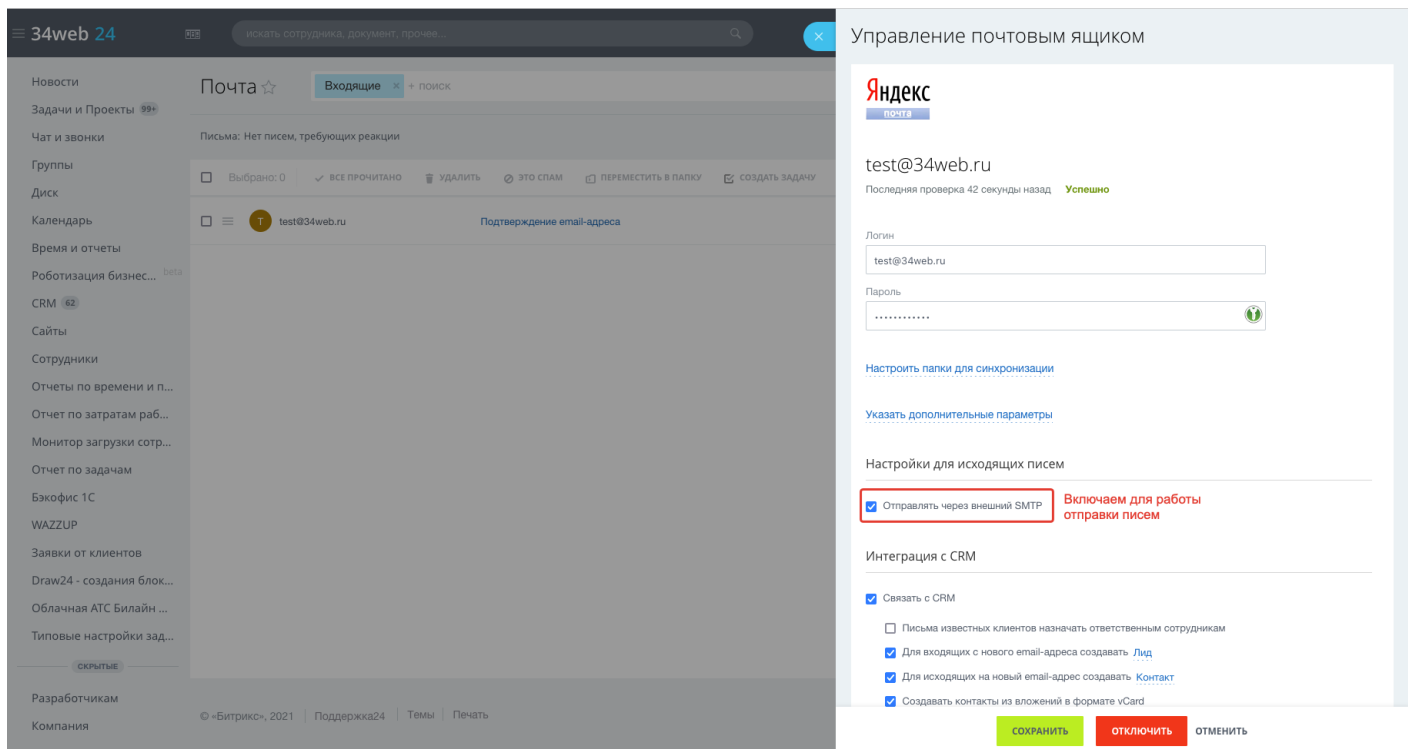 34web 24
искать сотрудника, документ, прочее...
Новости
Задачи и Проекты 99+
Чат и звонки
Группы
Диск
Календарь
Время и отчеты
Роботизация бизнес... beta
CRM 62
Сайты
Сотрудники
Отчеты по времени и п...
Отчет по затратам раб...
Монитор загрузки сотр...
Отчет по задачам
Бэкофис 1С
WAZZUP
Заявки от клиентов
Draw24 - создания блок...
Облачная АТС Билайн ...
Типовые настройки зад...
СКРЫТЫЕ
Разработчикам
Компания
Почта
Входящие × + поиск
Письма: Нет писем, требующих реакции
Выбрано: 0 ВСЕ ПРОЧИТАНО УДАЛИТЬ ЭТО СПАМ ПЕРЕМЕСТИТЬ В ПАПКУ СОЗДАТЬ ЗАДАЧУ
T test@34web.ru Подтверждение email-адреса
© «Битрикс», 2021 Поддержка24 Темы Печать
Управление почтовым ящиком
Яндекс
почта
test@34web.ru
Последняя проверка 42 секунды назад Успешно
Логин
test@34web.ru
Пароль
Настроить папки для синхронизации
Указать дополнительные параметры
Настройки для исходящих писем
Отправлять через внешний SMTP
Включаем для работы
отправки писем
Интеграция с CRM
Связать с CRM
Письма известных клиентов назначать ответственным сотрудникам
Для входящих с нового email-адреса создавать Лид
Для исходящих на новый email-адрес создавать Контакт
Создавать контакты из вложений в формате vCard
СОХРАНИТЬ ОТКЛЮЧИТЬ ОТМЕНИТЬ